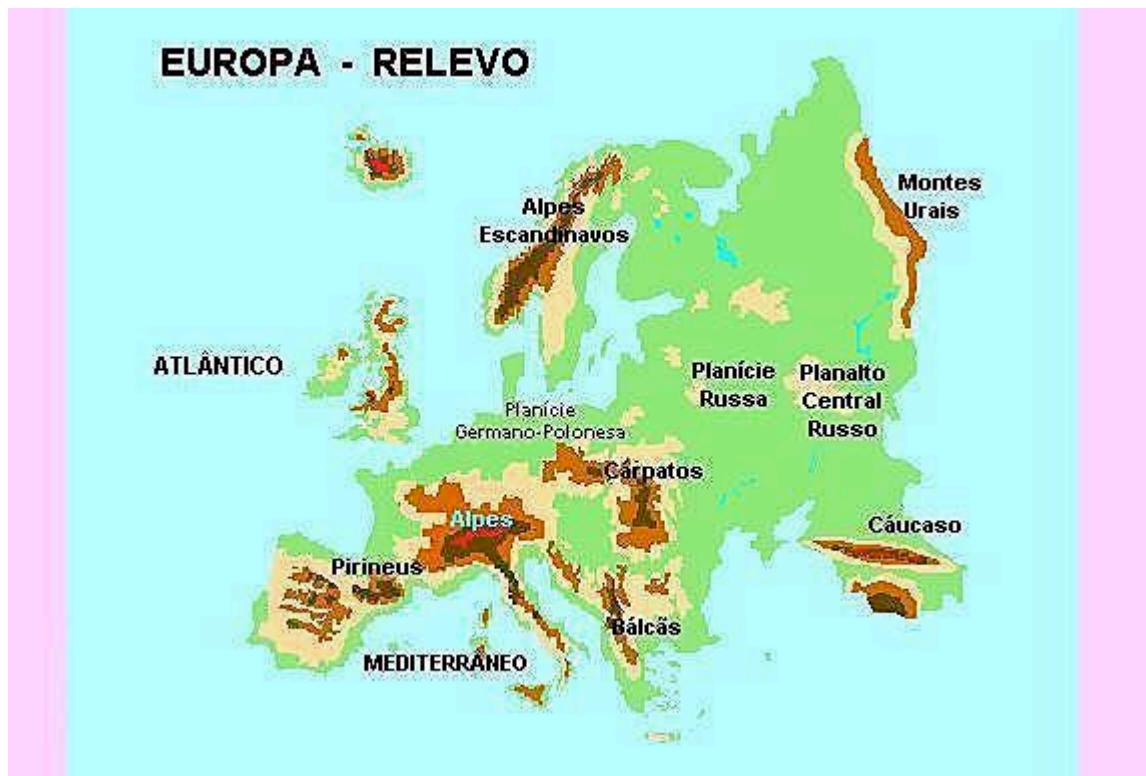 EUROPA - RELEVO
Montes
Urais
Alpes
Escandinavos
ATLÂNTICO
Planície
Russa
Planalto
Central
Russo
Planície
Germano-Polonesa
Cárpatos
Alpes
Cáucaso
Pirineus
Bálcãs
MEDITERRÂNEO